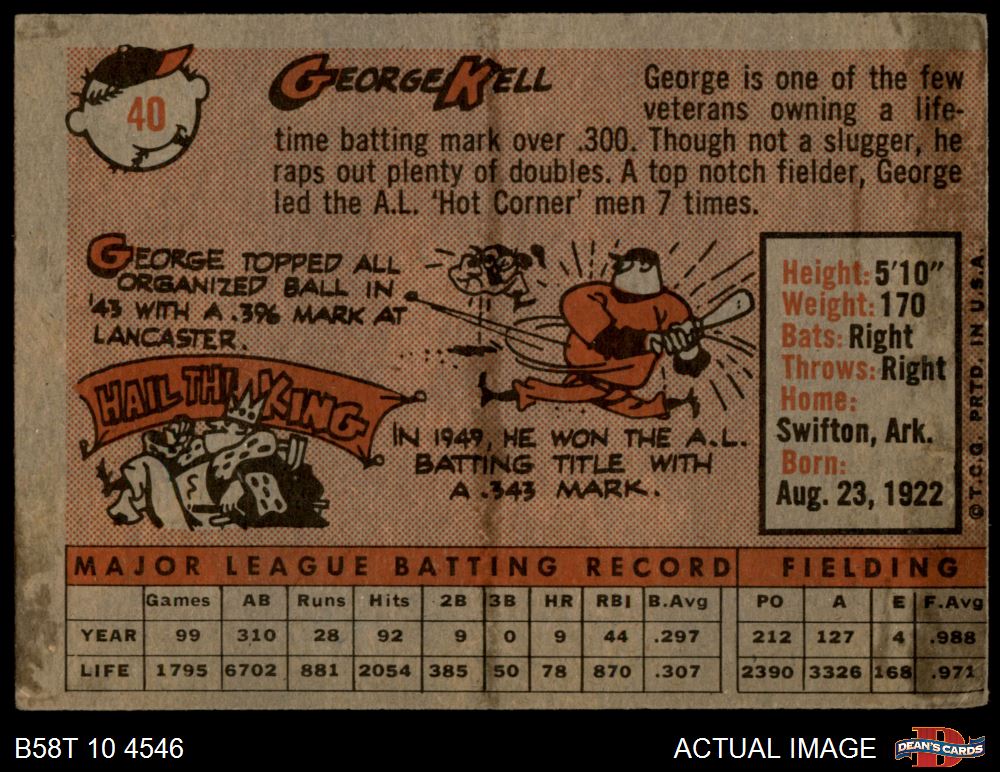 40
GEORGE KELL
George is one of the few
veterans owning a life-
time batting mark over .300. Though not a slugger, he
raps out plenty of doubles. A top notch fielder, George
led the A.L. 'Hot Corner' men 7 times.
GEORGE TOPPED ALL
ORGANIZED BALL IN
'43 WITH A .396 MARK AT
LANCASTER.
HAIL TH KING
IN 1949, HE WON THE A.L.
BATTING TITLE WITH
A .343 MARK.
Height: 5'10"
Weight: 170
Bats: Right
Throws: Right
Home:
Swifton, Ark.
Born:
Aug. 23, 1922
©T.C.G. PRTD. IN U.S.A.
MAJOR LEAGUE BATTING RECORD FIELDING
Games AB Runs Hits 2B 3B HR RBI B.Avg PO A E F.Avg
YEAR 99 310 28 92 9 0 9 44 .297 212 127 4 .988
LIFE 1795 6702 881 2054 385 50 78 870 .307 2390 3326 168 .971
B58T 10 4546 ACTUAL IMAGE D DEAN'S CARDS